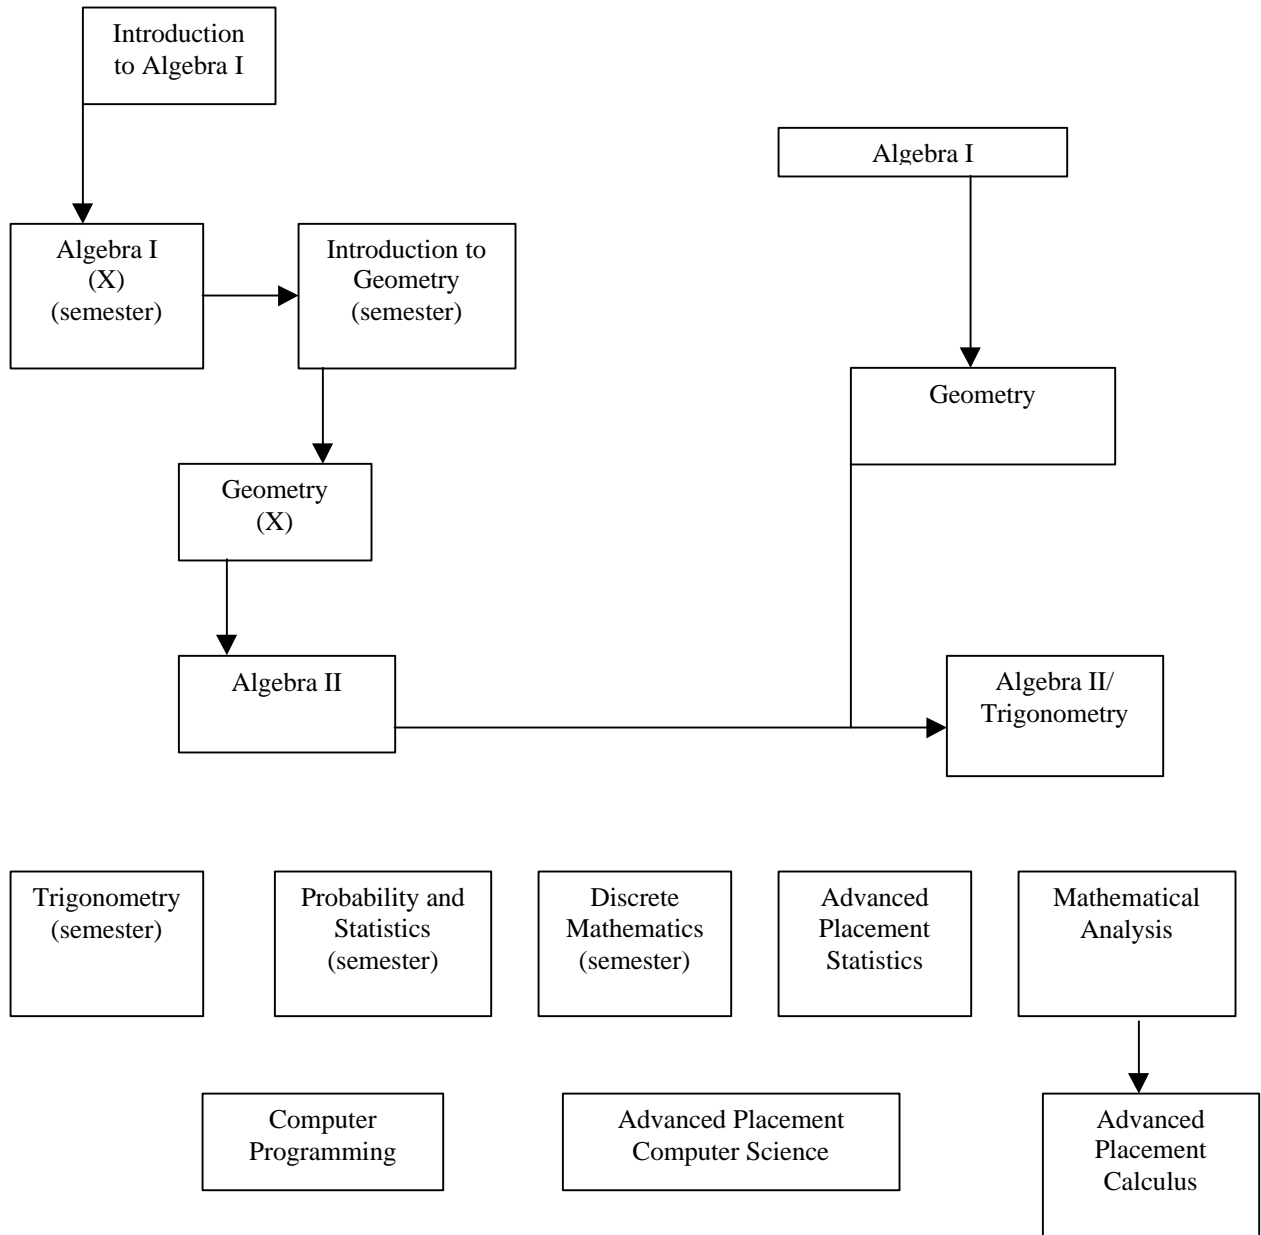 Introduction
to Algebra I
Algebra I
Algebra I
(X)
(semester)
Introduction to
Geometry
(semester)
Geometry
Geometry
(X)
Algebra II
Algebra II/
Trigonometry
Trigonometry
(semester)
Probability and
Statistics
(semester)
Discrete
Mathematics
(semester)
Advanced
Placement
Statistics
Mathematical
Analysis
Computer
Programming
Advanced Placement
Computer Science
Advanced
Placement
Calculus